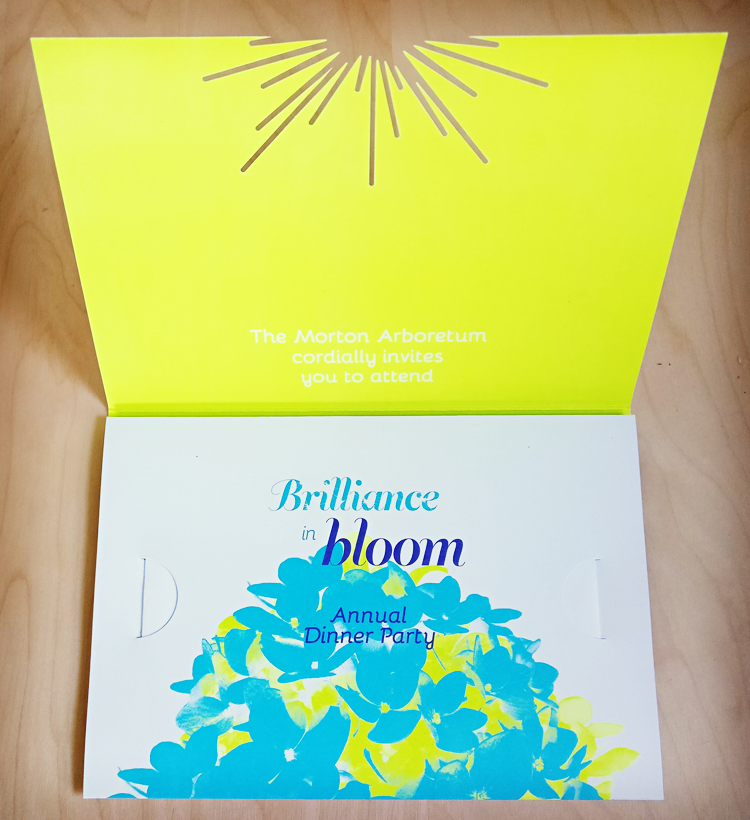 The Morton Arboretum
cordially invites
you to attend
Brilliance
in bloom
Annual
Dinner Party